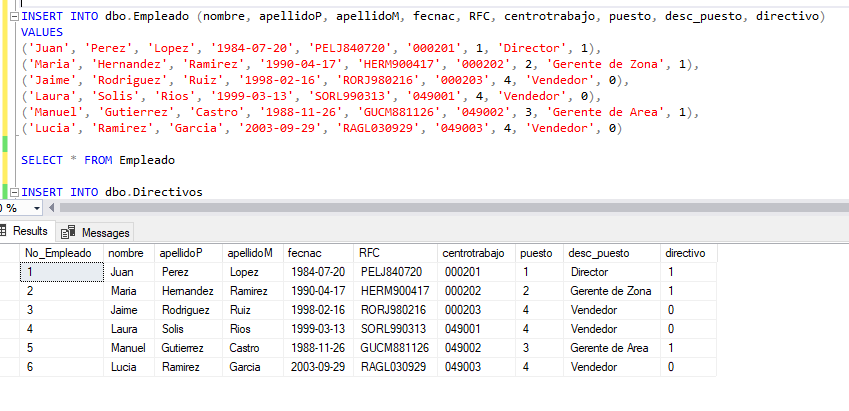 INSERT INTO dbo.Empleado (nombre, apellidoP, apellidoM, fecnac, RFC, centrotrabajo, puesto, desc_puesto, directivo)
VALUES
('Juan', 'Perez', 'Lopez', '1984-07-20', 'PELJ840720', '000201', 1, 'Director', 1),
('Maria', 'Hernandez', 'Ramirez', '1990-04-17', 'HERM900417', '000202', 2, 'Gerente de Zona', 1),
('Jaime', 'Rodriguez', 'Ruiz', '1998-02-16', 'RORJ980216', '000203', 4, 'Vendedor', 0),
('Laura', 'Solis', 'Rios', '1999-03-13', 'SORL990313', '049001', 4, 'Vendedor', 0),
('Manuel', 'Gutierrez', 'Castro', '1988-11-26', 'GUCM881126', '049002', 3, 'Gerente de Area', 1),
('Lucia', 'Ramirez', 'Garcia', '2003-09-29', 'RAGL030929', '049003', 4, 'Vendedor', 0)
SELECT * FROM Empleado
INSERT INTO dbo.Directivos
0 %
Results Messages
No_Empleado nombre apellidoP apellidoM fecnac RFC centrotrabajo puesto desc_puesto directivo
1 Juan Perez Lopez 1984-07-20 PELJ840720 000201 1 Director 1
2 Maria Hernandez Ramirez 1990-04-17 HERM900417 000202 2 Gerente de Zona 1
3 Jaime Rodriguez Ruiz 1998-02-16 RORJ980216 000203 4 Vendedor 0
4 Laura Solis Rios 1999-03-13 SORL990313 049001 4 Vendedor 0
5 Manuel Gutierrez Castro 1988-11-26 GUCM881126 049002 3 Gerente de Area 1
6 Lucia Ramirez Garcia 2003-09-29 RAGL030929 049003 4 Vendedor 0